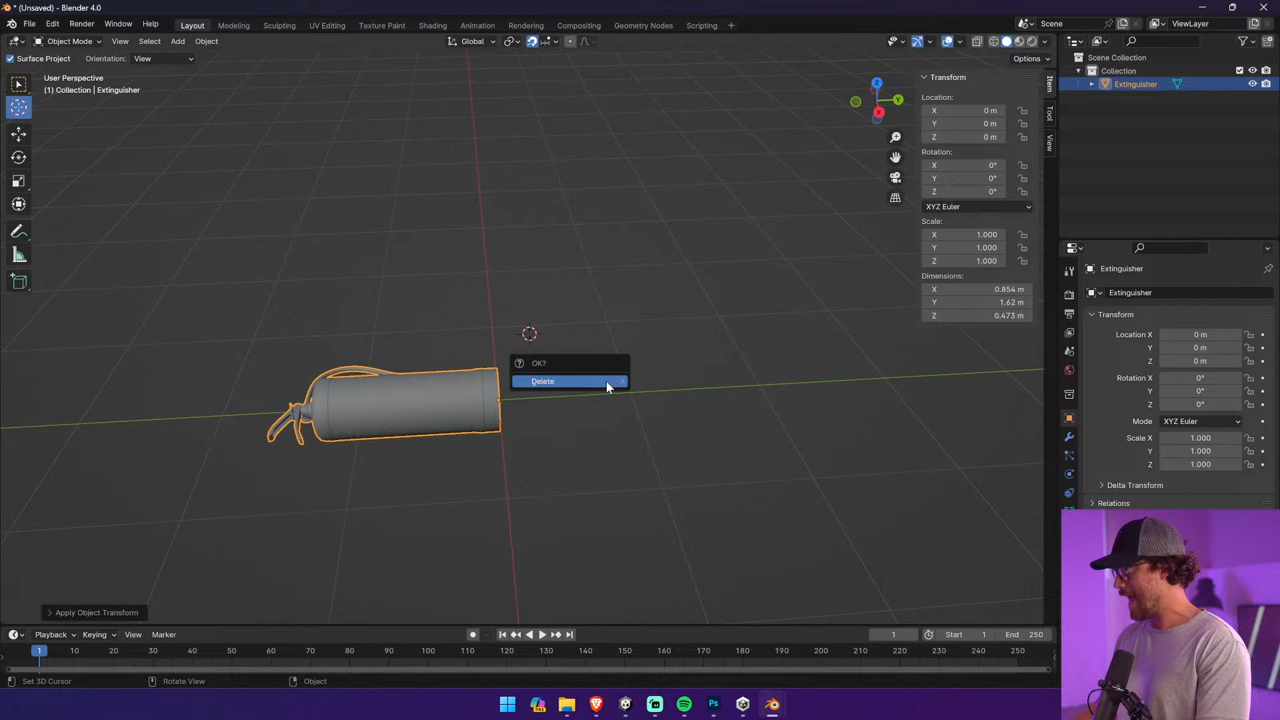 * (Unsaved) - Blender 4.0
File Edit Render Window Help Layout Modeling Sculpting UV Editing Texture Paint Shading Animation Rendering Compositing Geometry Nodes Scripting + Scene ViewLayer
Object Mode View Select Add Object Global
Surface Project Orientation: View Options
User Perspective
(1) Collection | Extinguisher
Z
Y
X
Transform
Location:
X 0 m
Y 0 m
Z 0 m
Rotation:
X 0°
Y 0°
Z 0°
XYZ Euler
Scale:
X 1.000
Y 1.000
Z 1.000
Dimensions:
X 0.854 m
Y 1.62 m
Z 0.473 m
Item
Tool
View
Scene Collection
Collection
Extinguisher
Extinguisher
Extinguisher
Transform
Location X 0 m
Y 0 m
Z 0 m
Rotation X 0°
Y 0°
Z 0°
Mode XYZ Euler
Scale X 1.000
Y 1.000
Z 1.000
Delta Transform
Relations
OK?
Delete X
Apply Object Transform
Playback Keying View Marker 1 Start 1 End 250
1 10 20 30 40 50 60 70 80 90 100 110 120 130 140 150 160 170 180 190 200 210 220 230 240 250
Set 3D Cursor Rotate View Object